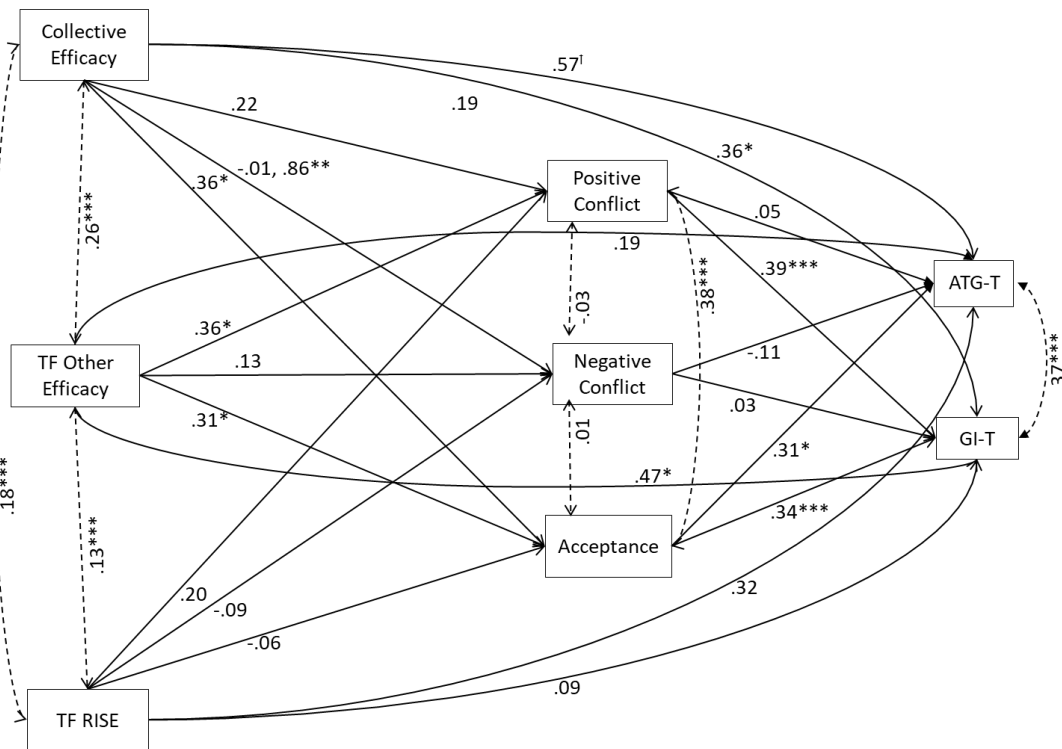 Collective
Efficacy
.57†
.19
.22
.36*
-.01, .86**
.36*
Positive
Conflict
.05
.26***
.19
.39***
.38***
ATG-T
-.03
.36*
.13
TF Other
Efficacy
Negative
Conflict
-.11
.37***
.03
.31*
.01
GI-T
.31*
.47*
.18***
.34***
.13***
Acceptance
.20
-.09
.32
-.06
.09
TF RISE